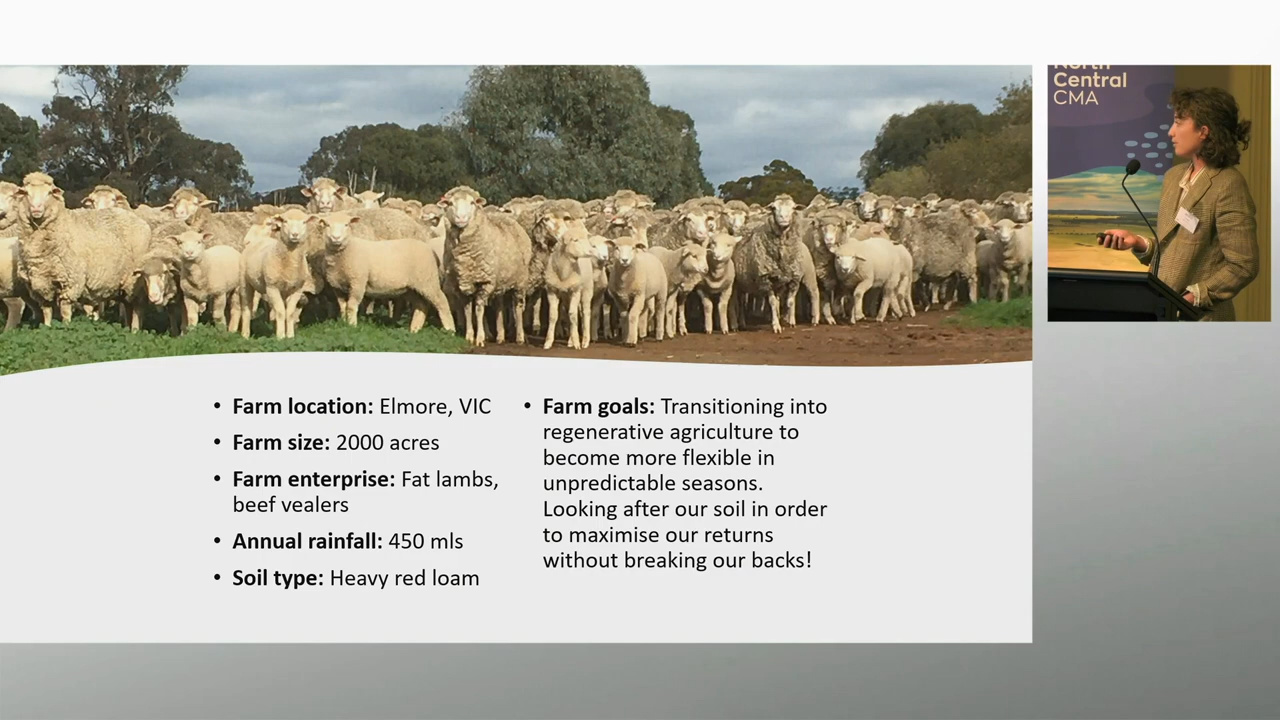 North
Central
CMA
• Farm location: Elmore, VIC
• Farm size: 2000 acres
• Farm enterprise: Fat lambs,
beef vealers
• Annual rainfall: 450 mls
• Soil type: Heavy red loam
• Farm goals: Transitioning into
regenerative agriculture to
become more flexible in
unpredictable seasons.
Looking after our soil in order
to maximise our returns
without breaking our backs!